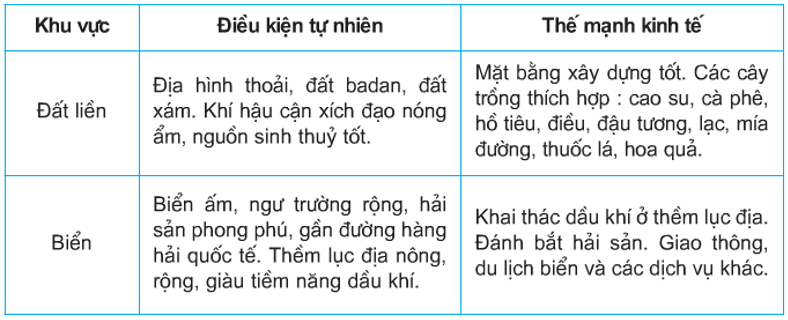 Khu vực
Điều kiện tự nhiên
Thế mạnh kinh tế
Đất liền
Địa hình thoải, đất badan, đất
xám. Khí hậu cận xích đạo nóng
ẩm, nguồn sinh thuỷ tốt.
Mặt bằng xây dựng tốt. Các cây
trồng thích hợp : cao su, cà phê,
hồ tiêu, điều, đậu tương, lạc, mía
đường, thuốc lá, hoa quả.
Biển
Biển ấm, ngư trường rộng, hải
sản phong phú, gần đường hàng
hải quốc tế. Thềm lục địa nông,
rộng, giàu tiềm năng dầu khí.
Khai thác dầu khí ở thềm lục địa.
Đánh bắt hải sản. Giao thông,
du lịch biển và các dịch vụ khác.